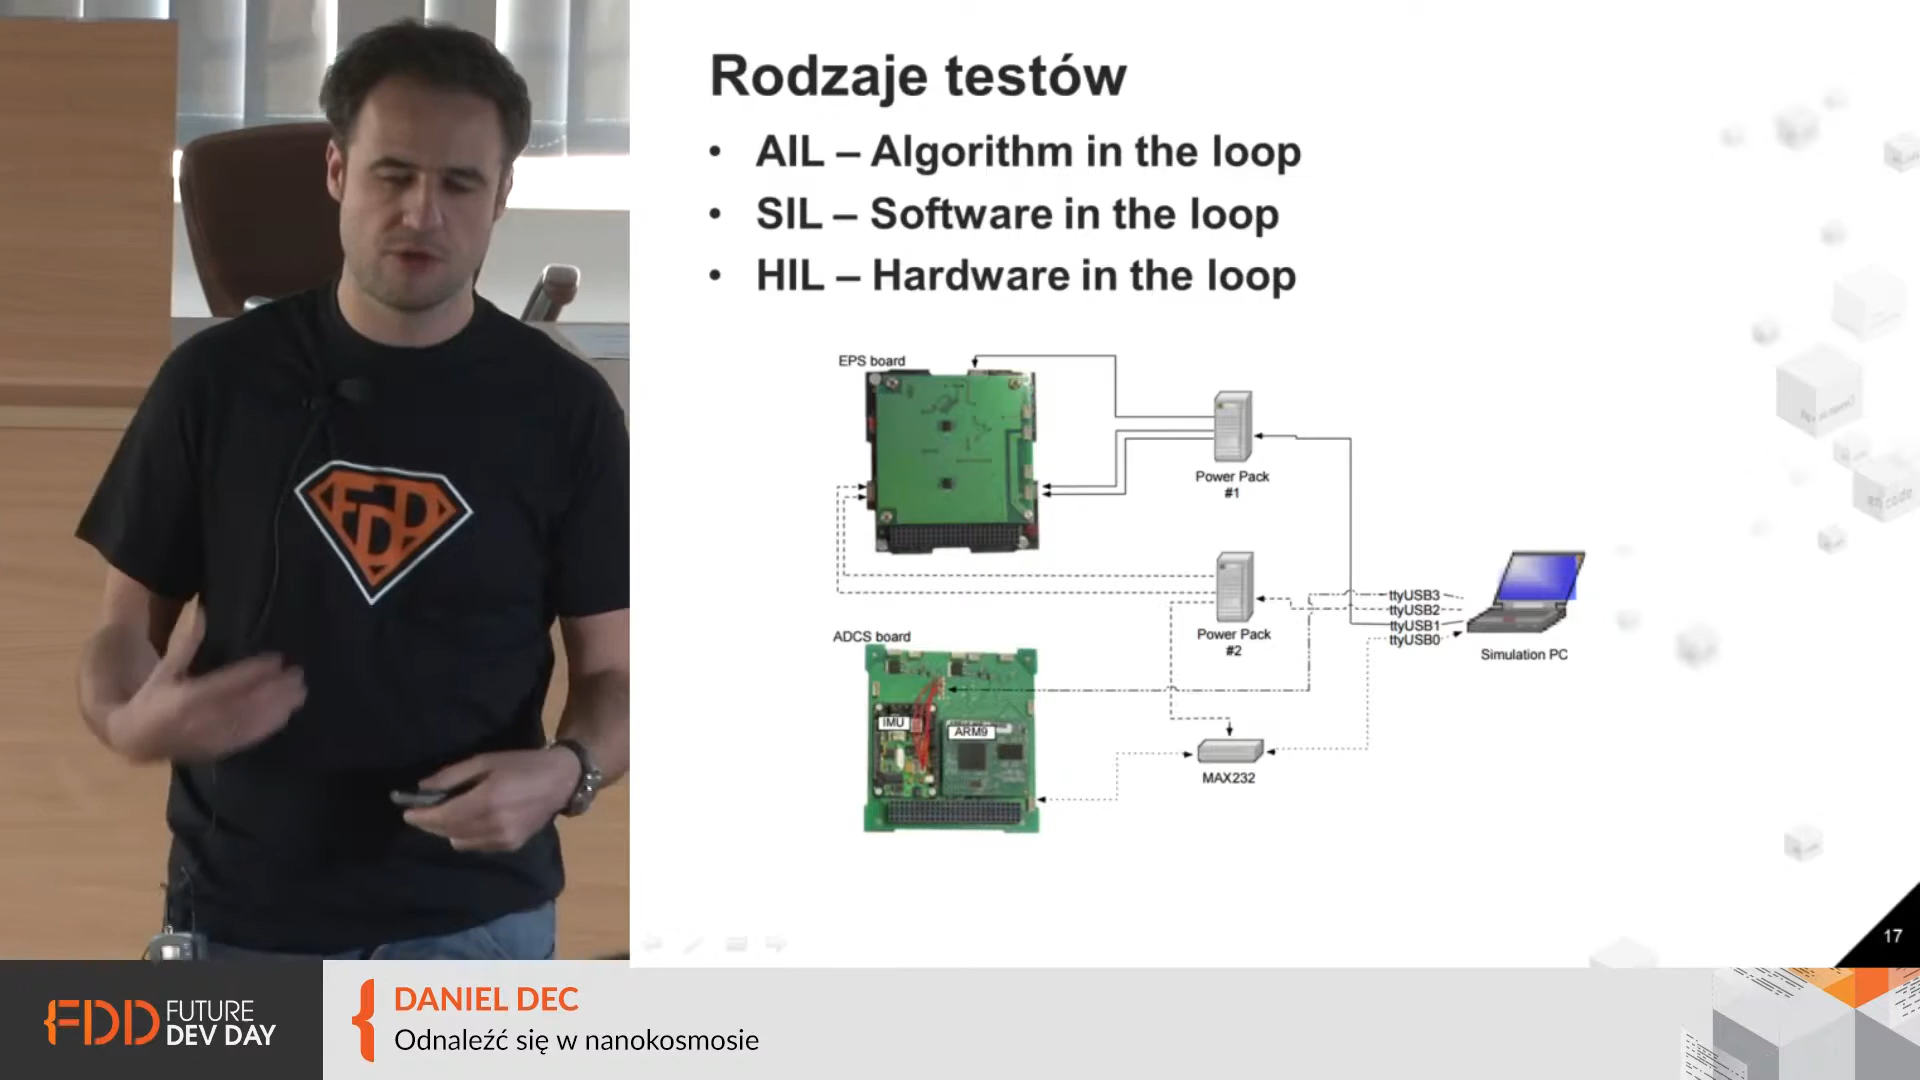 Rodzaje testów
• AIL – Algorithm in the loop
• SIL – Software in the loop
• HIL – Hardware in the loop
EPS board
Power Pack
#1
ttyUSB3
ttyUSB2
ttyUSB1
ttyUSB0
Simulation PC
Power Pack
#2
ADCS board
IMU
ARM9
MAX232
17
FDD
FDD FUTURE
DEV DAY
DANIEL DEC
Odnaleźć się w nanokosmosie